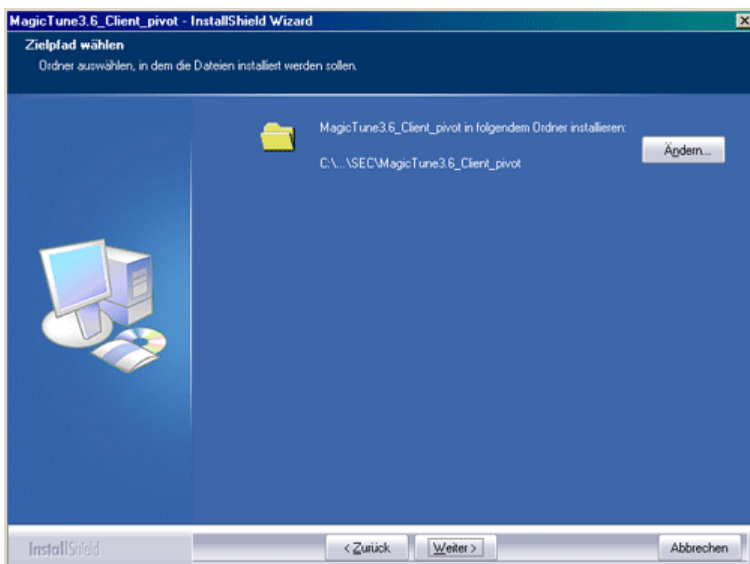 MagicTune3.6_Client_pivot - InstallShield Wizard
Zielpfad wählen
Ordner auswählen, in dem die Dateien installiert werden sollen.
MagicTune3.6_Client_pivot in folgendem Ordner installieren:
Ändern...
C:\...\SEC\MagicTune3.6_Client_pivot
InstallShield
< Zurück
Weiter >
Abbrechen